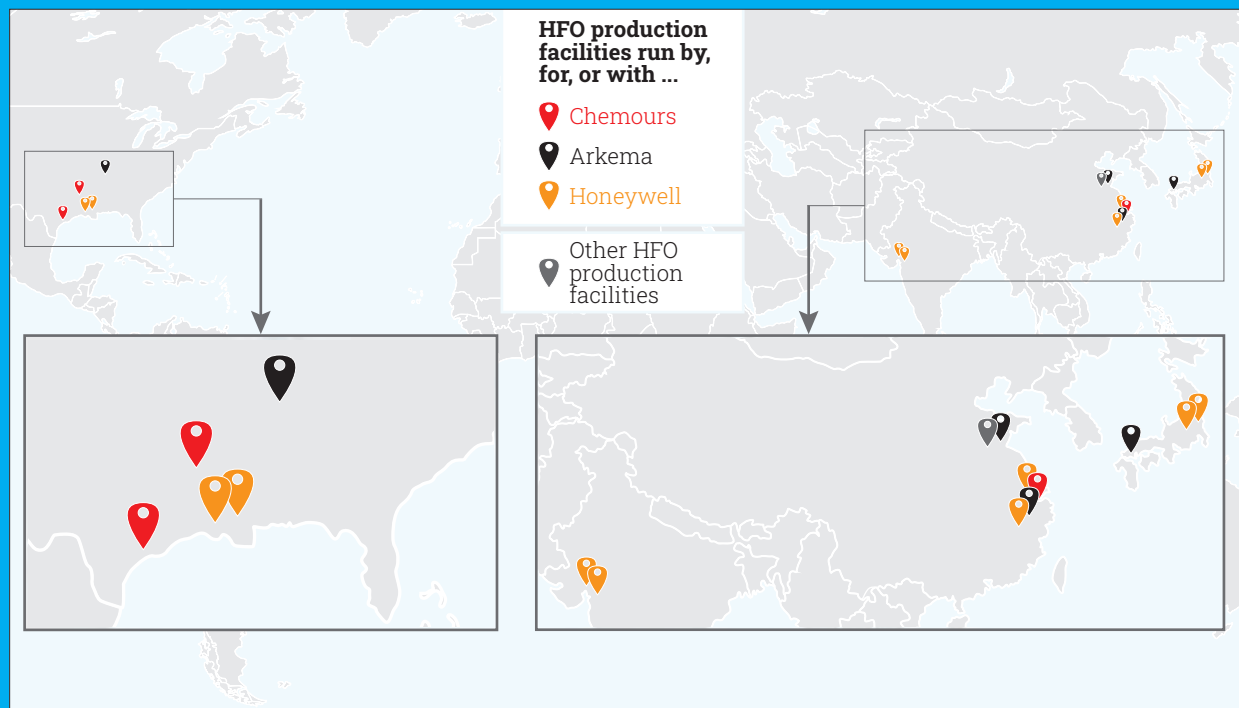 HFO production
facilities run by,
for, or with ...
Chemours
Arkema
Honeywell
Other HFO
production
facilities